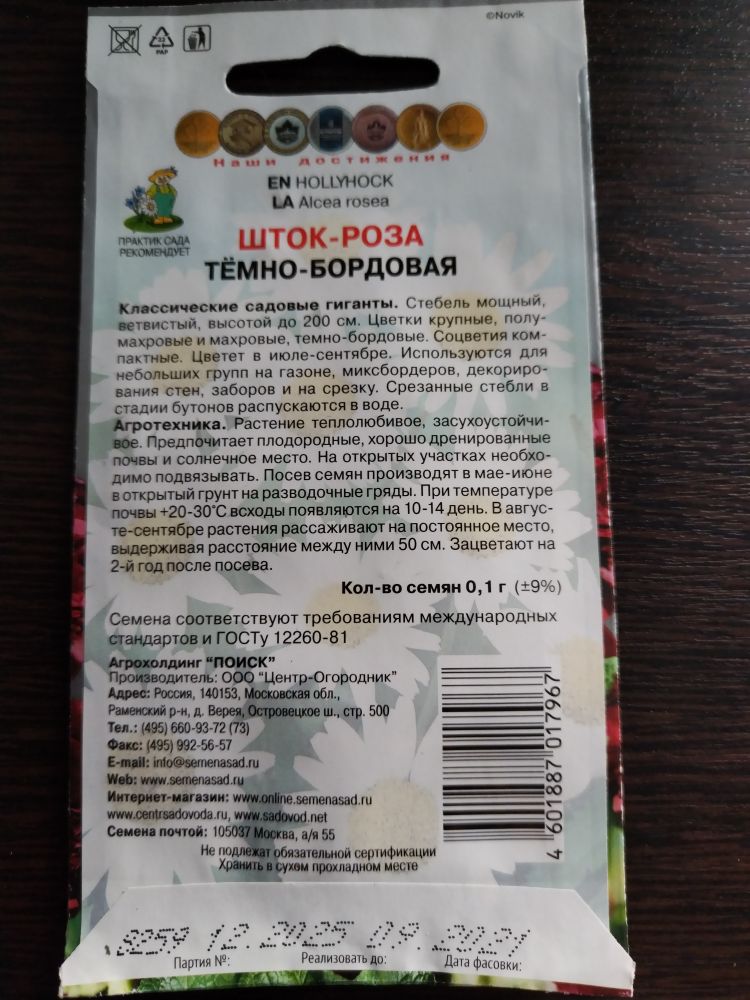 ©Novik
22
PAP
Наши достижения
EN HOLLYHOCK
LA Alcea rosea
ПРАКТИК САДА
РЕКОМЕНДУЕТ
ШТОК-РОЗА
ТЁМНО-БОРДОВАЯ
Классические садовые гиганты. Стебель мощный,
ветвистый, высотой до 200 см. Цветки крупные, полу-
махровые и махровые, темно-бордовые. Соцветия ком-
пактные. Цветет в июле-сентябре. Используются для
небольших групп на газоне, миксбордеров, декориро-
вания стен, заборов и на срезку. Срезанные стебли в
стадии бутонов распускаются в воде.
Агротехника. Растение теплолюбивое, засухоустойчи-
вое. Предпочитает плодородные, хорошо дренированные
почвы и солнечное место. На открытых участках необхо-
димо подвязывать. Посев семян производят в мае-июне
в открытый грунт на разводочные гряды. При температуре
почвы +20-30°С всходы появляются на 10-14 день. В авгус-
те-сентябре растения рассаживают на постоянное место,
выдерживая расстояние между ними 50 см. Зацветают на
2-й год после посева.
Кол-во семян 0,1 г (±9%)
Семена соответствуют требованиям международных
стандартов и ГОСТу 12260-81
Агрохолдинг "ПОИСК"
Производитель: ООО "Центр-Огородник"
Адрес: Россия, 140153, Московская обл.,
Раменский р-н, д. Верея, Островецкое ш., стр. 500
Тел.: (495) 660-93-72 (73)
Факс: (495) 992-56-57
E-mail: info@semenasad.ru
Web: www.semenasad.ru
Интернет-магазин: www.online.semenasad.ru
www.centrsadovoda.ru, www.sadovod.net
Семена почтой: 105037 Москва, а/я 55
4 601887 017967
Не подлежат обязательной сертификации
Хранить в сухом прохладном месте
12.2025 09.2021
Партия №: Реализовать до: Дата фасовки: